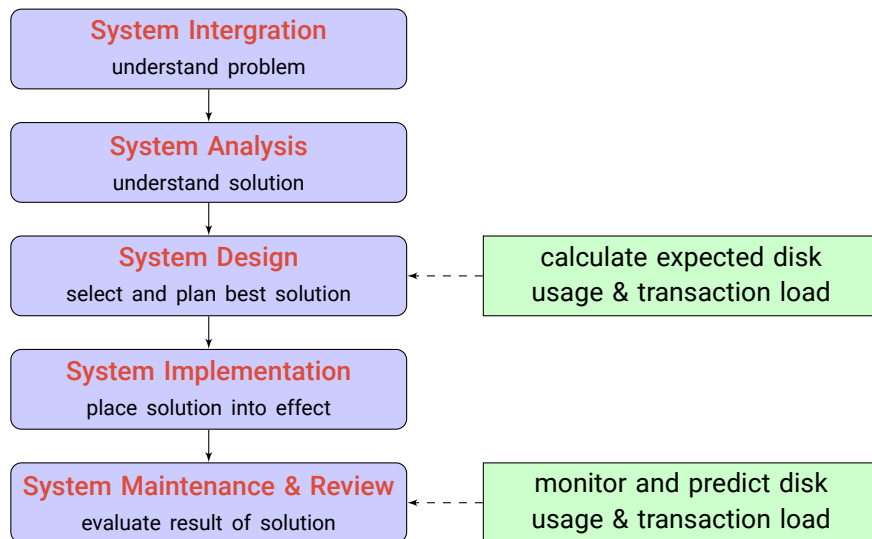 System Intergration
understand problem
System Analysis
understand solution
System Design
select and plan best solution
calculate expected disk
usage & transaction load
System Implementation
place solution into effect
System Maintenance & Review
evaluate result of solution
monitor and predict disk
usage & transaction load